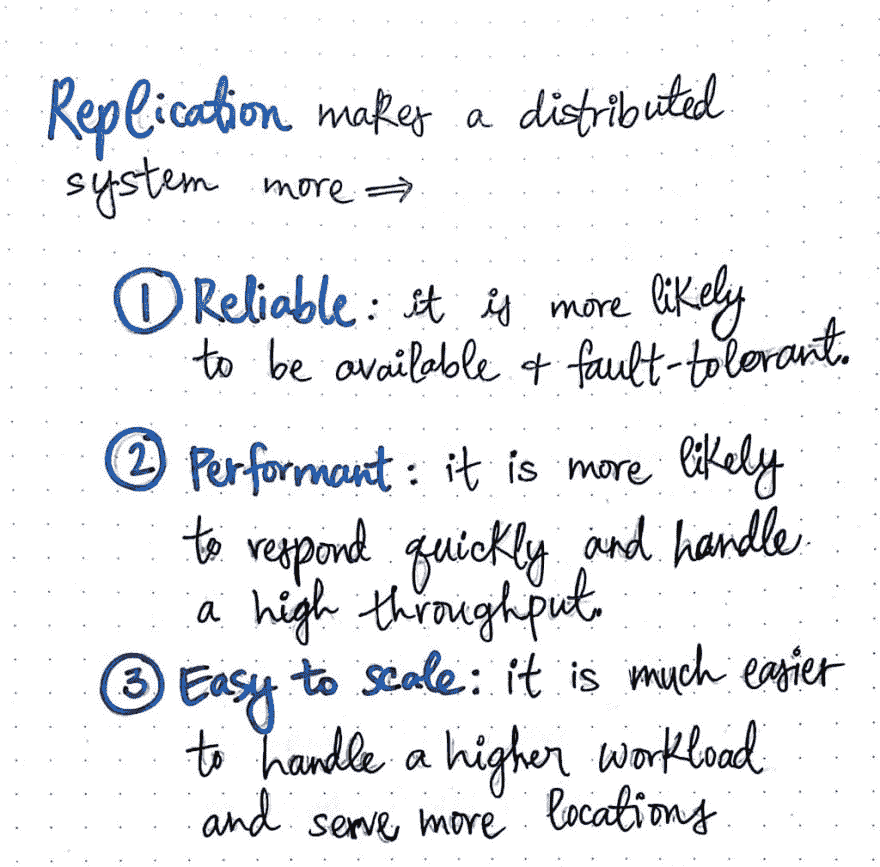 Replication makes a distributed
system more ⇒
① Reliable: it is more likely
to be available & fault-tolerant.
② Performant: it is more likely
to respond quickly and handle
a high throughput.
③ Easy to scale: it is much easier
to handle a higher workload
and serve more locations